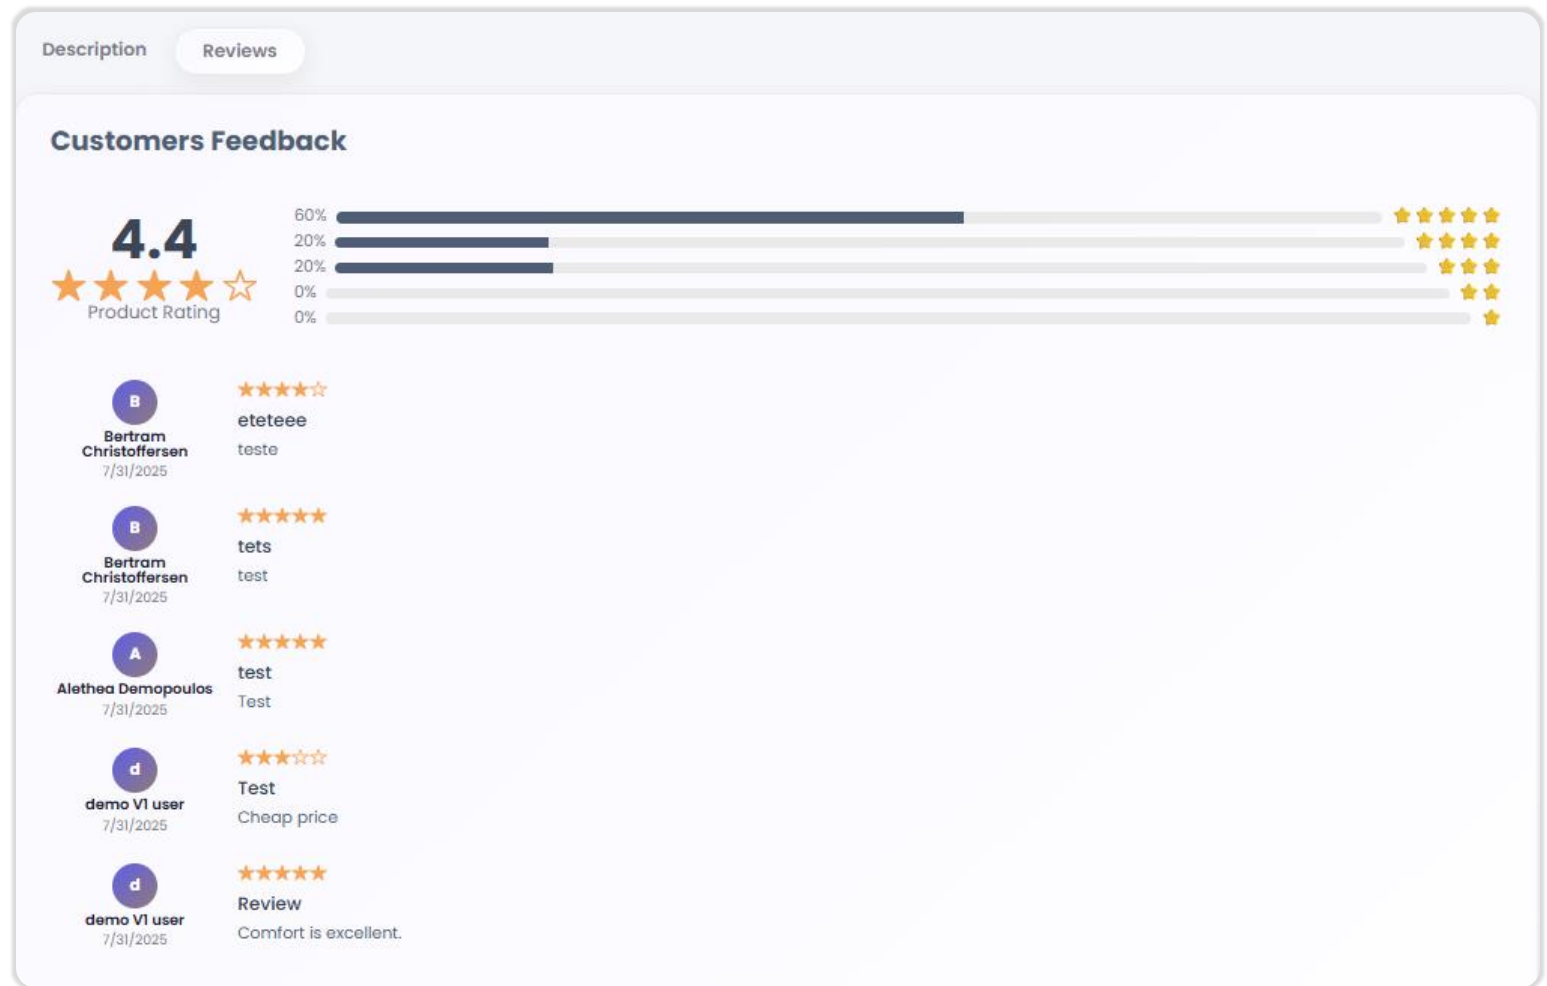 Description
Reviews
Customers Feedback
4.4
Product Rating
60%
20%
20%
0%
0%
B
Bertram
Christoffersen
7/31/2025
eteteee
teste
B
Bertram
Christoffersen
7/31/2025
tets
test
A
Alethea Demopoulos
7/31/2025
test
Test
d
demo V1 user
7/31/2025
Test
Cheap price
d
demo V1 user
7/31/2025
Review
Comfort is excellent.